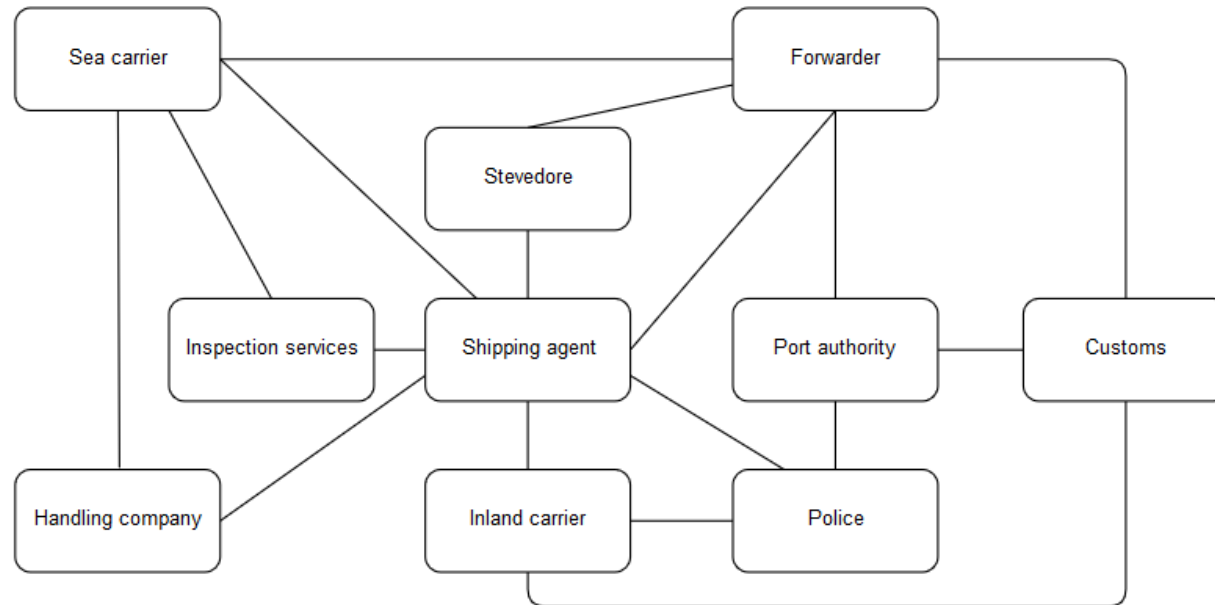 Sea carrier
Forwarder
Stevedore
Inspection services
Shipping agent
Port authority
Customs
Handling company
Inland carrier
Police